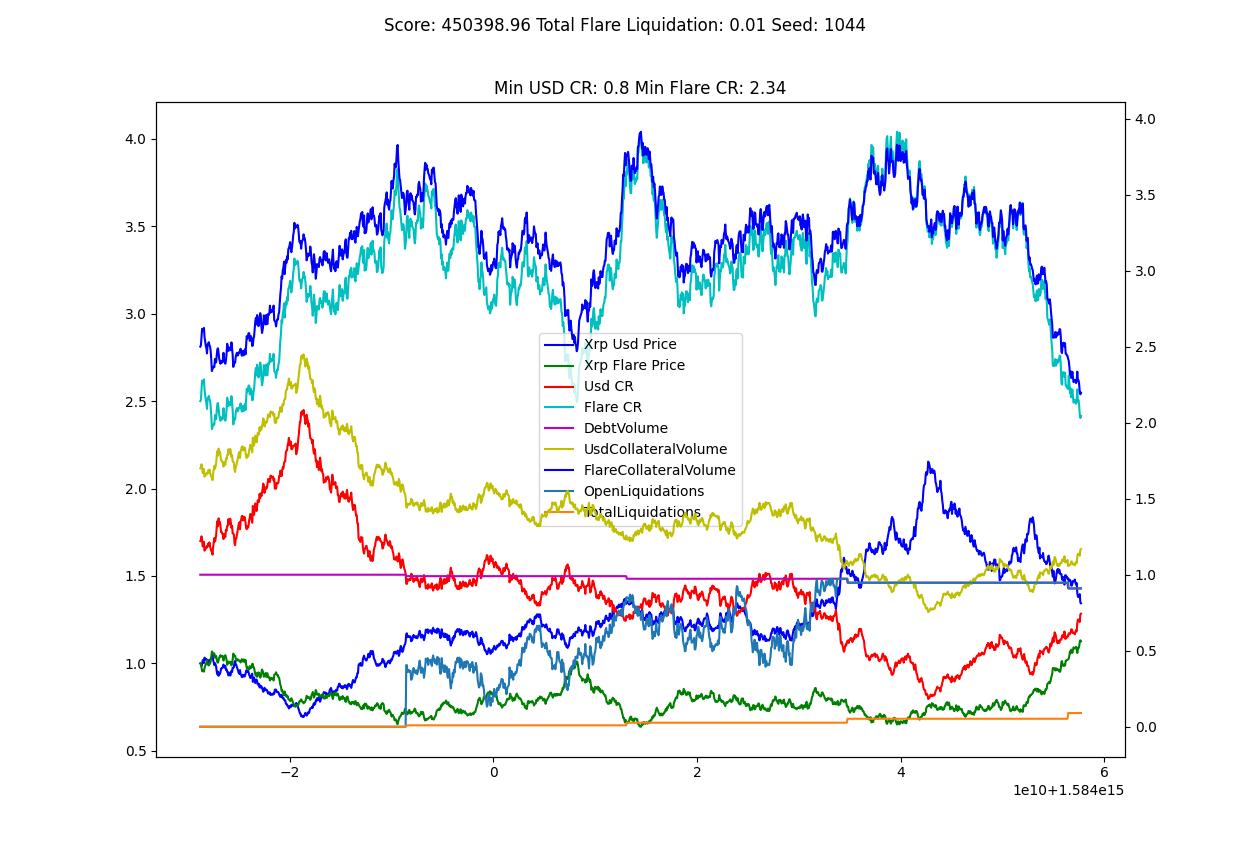 Score: 450398.96 Total Flare Liquidation: 0.01 Seed: 1044
Min USD CR: 0.8 Min Flare CR: 2.34
4.0
3.5
3.0
2.5
2.0
1.5
1.0
0.5
4.0
3.5
3.0
2.5
2.0
1.5
1.0
0.5
0.0
Xrp Usd Price
Xrp Flare Price
Usd CR
Flare CR
DebtVolume
UsdCollateralVolume
FlareCollateralVolume
OpenLiquidations
TotalLiquidations
−2 0 2 4 6
1e10+1.584e15